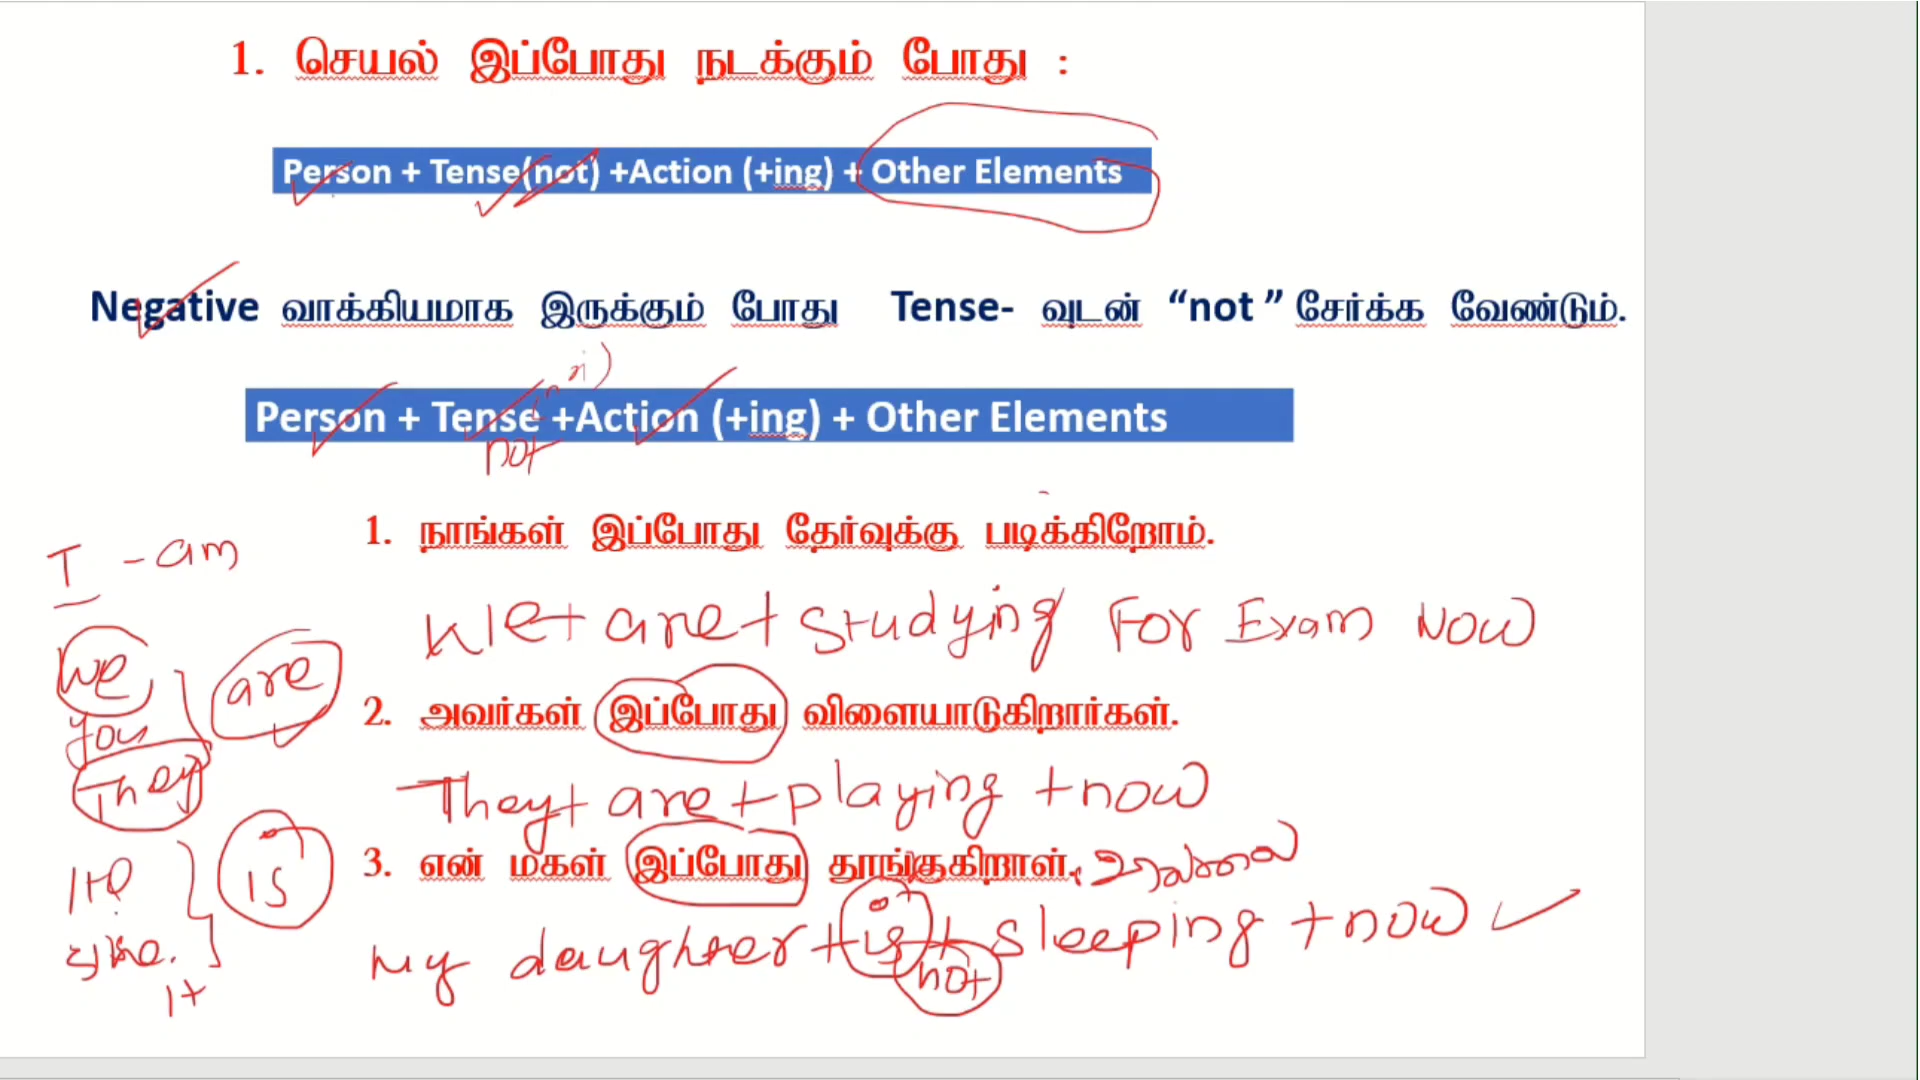 1. செயல் இப்போது நடக்கும் போது :
Person + Tense(not) +Action (+ing) + Other Elements
Negative வாக்கியமாக இருக்கும் போது Tense- வுடன் “not ” சேர்க்க வேண்டும்.
Person + Tense +Action (+ing) + Other Elements
not
1. நாங்கள் இப்போது தேர்வுக்கு படிக்கிறோம்.
I - am
We + are + studying For Exam Now
We
you
They
are
2. அவர்கள் இப்போது விளையாடுகிறார்கள்.
They + are + playing + now
3. என் மகள் இப்போது தூங்குகிறாள்.
He
she.
it
is
my daughter + is + sleeping + now
not